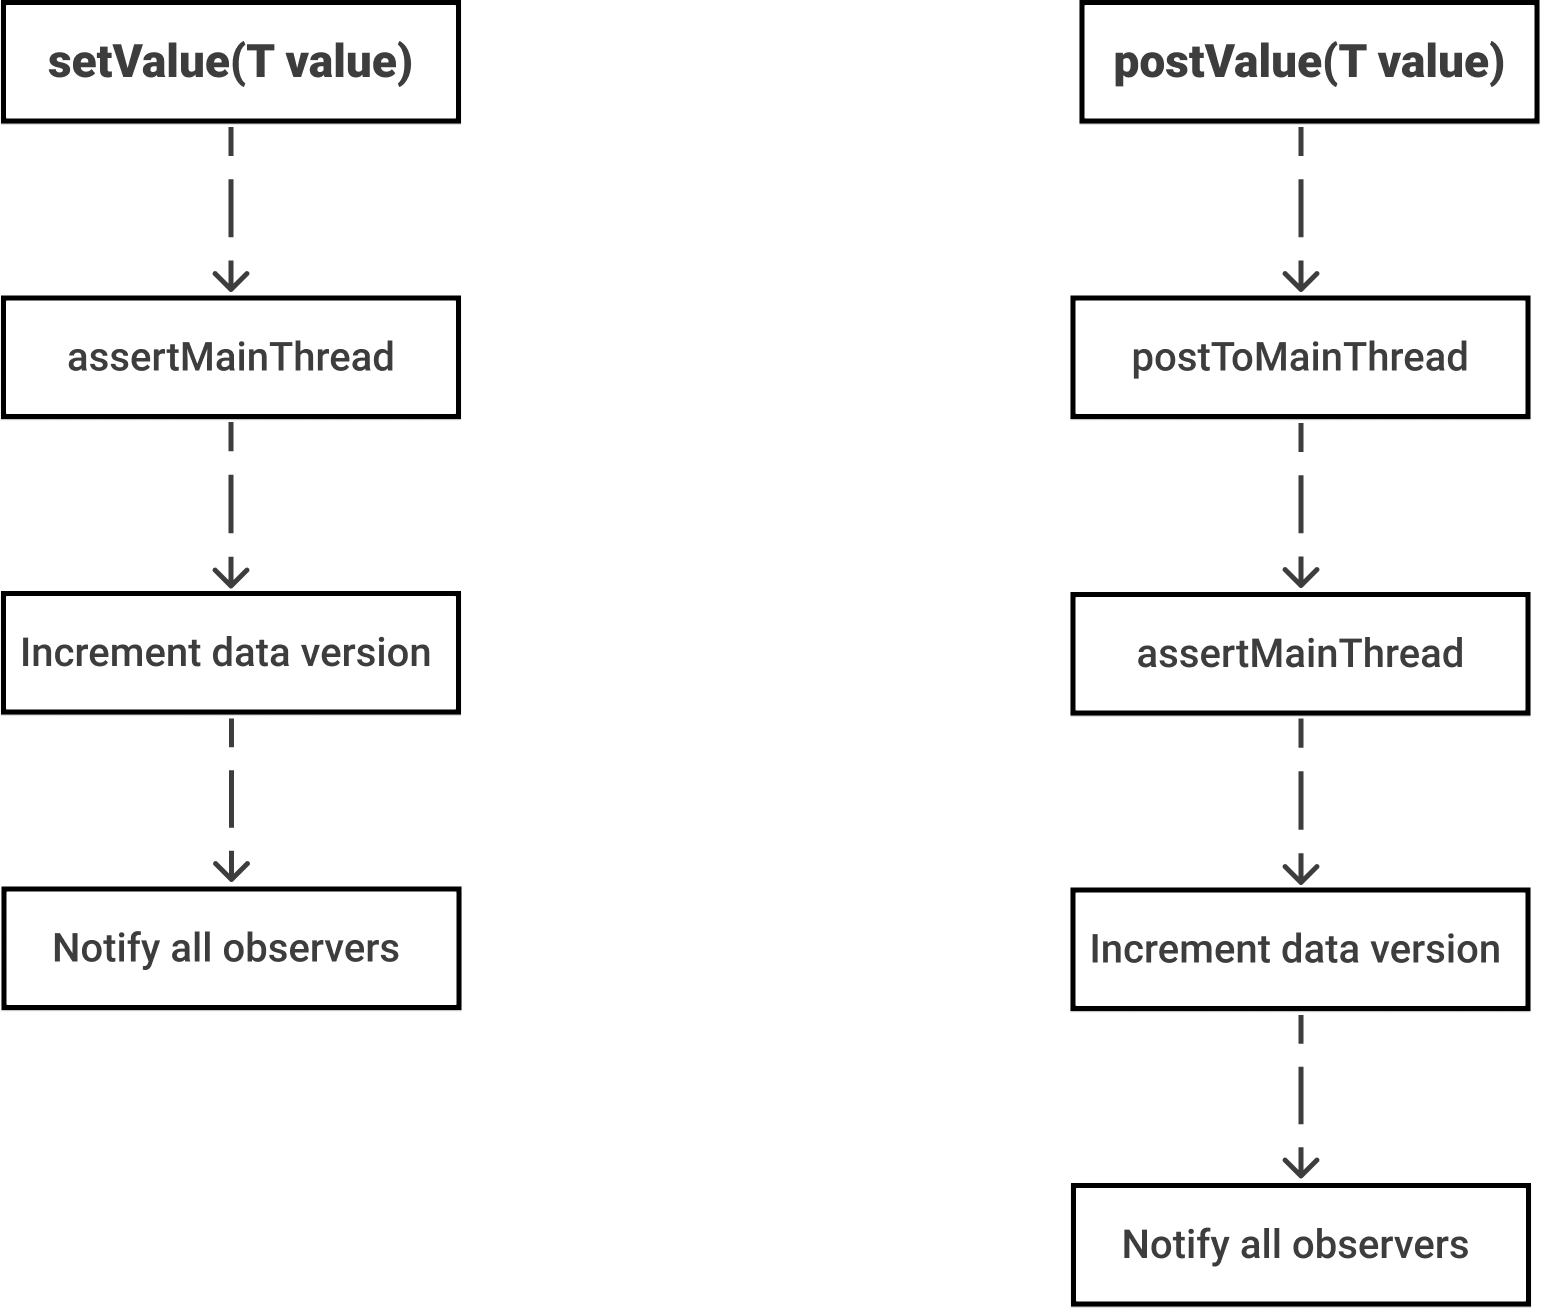 setValue(T value)
assertMainThread
Increment data version
Notify all observers
postValue(T value)
postToMainThread
assertMainThread
Increment data version
Notify all observers